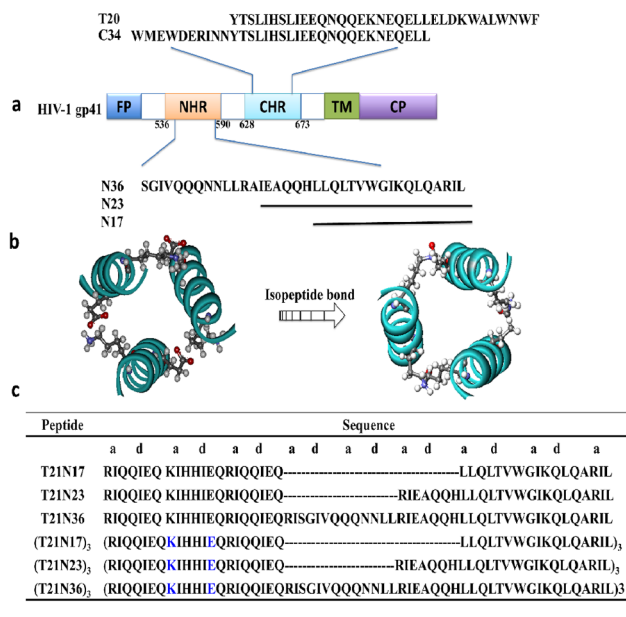 T20 YTSLIHSLIEEQNQQEKNEQELLELDKWALWNWF
C34 WMEWDERINNYTSLIHSLIEEQNQQEKNEQELL
a HIV-1 gp41 FP NHR CHR TM CP
536 590 628 673
N36 SGIVQQQNNLLRAIEAQQHLLQLTVWGIKQLQARIL
N23
N17
b
Isopeptide bond
c
Peptide Sequence
a d a d a d a d a d a d a d a
T21N17 RIQQIEQ KIHHIEQRIQQIEQ----------------------------------LLQLTVWGIKQLQARIL
T21N23 RIQQIEQ KIHHIEQRIQQIEQ----------------------RIEAQQHLLQLTVWGIKQLQARIL
T21N36 RIQQIEQ KIHHIEQRIQQIEQRISGIVQQQNNLLRIEAQQHLLQLTVWGIKQLQARIL
(T21N17)3 (RIQQIEQKIHHIEQRIQQIEQ----------------------------------LLQLTVWGIKQLQARIL)3
(T21N23)3 (RIQQIEQKIHHIEQRIQQIEQ---------------------RIEAQQHLLQLTVWGIKQLQARIL)3
(T21N36)3 (RIQQIEQKIHHIEQRIQQIEQRISGIVQQQNNLLRIEAQQHLLQLTVWGIKQLQARIL)3